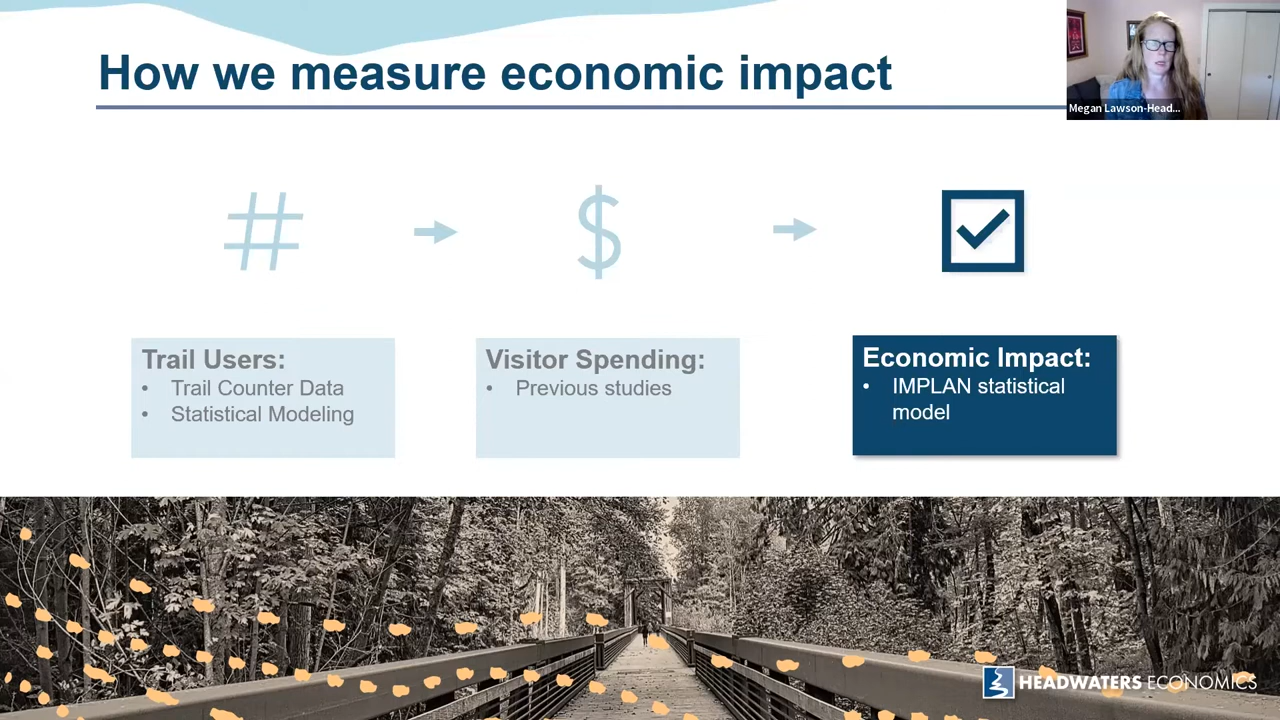 How we measure economic impact
Megan Lawson-Head...
#
$
Trail Users:
• Trail Counter Data
• Statistical Modeling
Visitor Spending:
• Previous studies
Economic Impact:
• IMPLAN statistical
model
HEADWATERS ECONOMICS